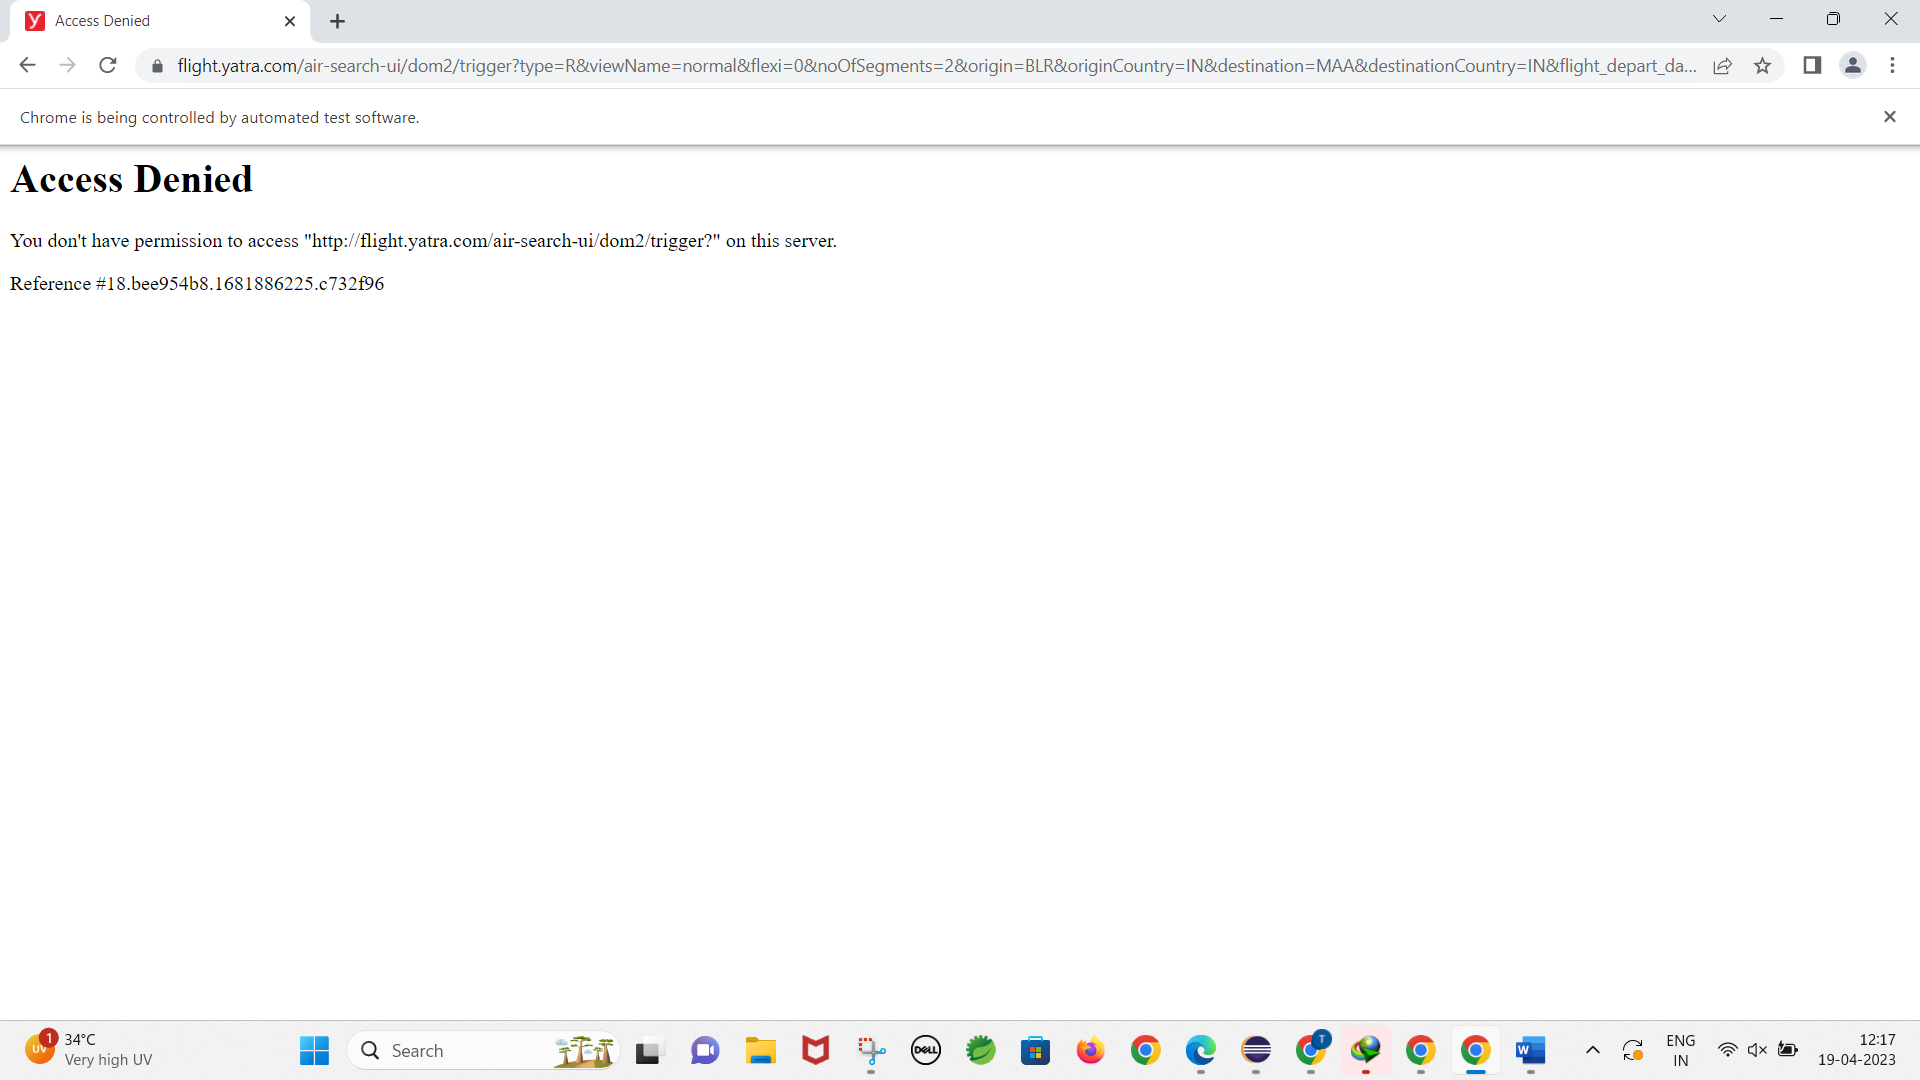 Access Denied
flight.yatra.com/air-search-ui/dom2/trigger?type=R&viewName=normal&flexi=0&noOfSegments=2&origin=BLR&originCountry=IN&destination=MAA&destinationCountry=IN&flight_depart_da...
Chrome is being controlled by automated test software.
Access Denied
You don't have permission to access "http://flight.yatra.com/air-search-ui/dom2/trigger?" on this server.
Reference #18.bee954b8.1681886225.c732f96
UV
1
34°C
Very high UV
Search
DELL
T
W
ENG
IN
12:17
19-04-2023